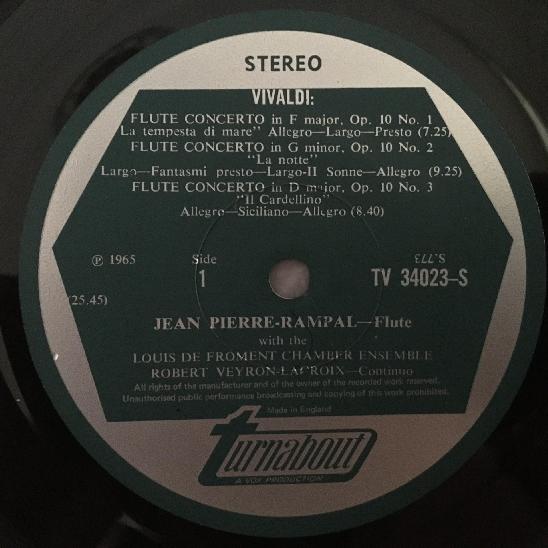 STEREO
VIVALDI:
FLUTE CONCERTO in F major, Op. 10 No. 1
La tempesta di mare" Allegro—Largo—Presto (7.25)
FLUTE CONCERTO in G minor, Op. 10 No. 2
"La notte"
Largo—Fantasmi presto—Largo-II Sonne—Allegro (9.25)
FLUTE CONCERTO in D major, Op. 10 No. 3
"Il Cardellino"
Allegro—Siciliano—Allegro (8.40)
℗ 1965
Side
1
S.773
TV 34023-S
(25.45)
JEAN PIERRE-RAMPAL—Flute
with the
LOUIS DE FROMENT CHAMBER ENSEMBLE
ROBERT VEYRON-LACROIX—Continuo
All rights of the manufacturer and of the owner of the recorded work reserved.
Unauthorised public performance broadcasting and copying of this work prohibited.
Made in England
turnabout
A VOX PRODUCTION